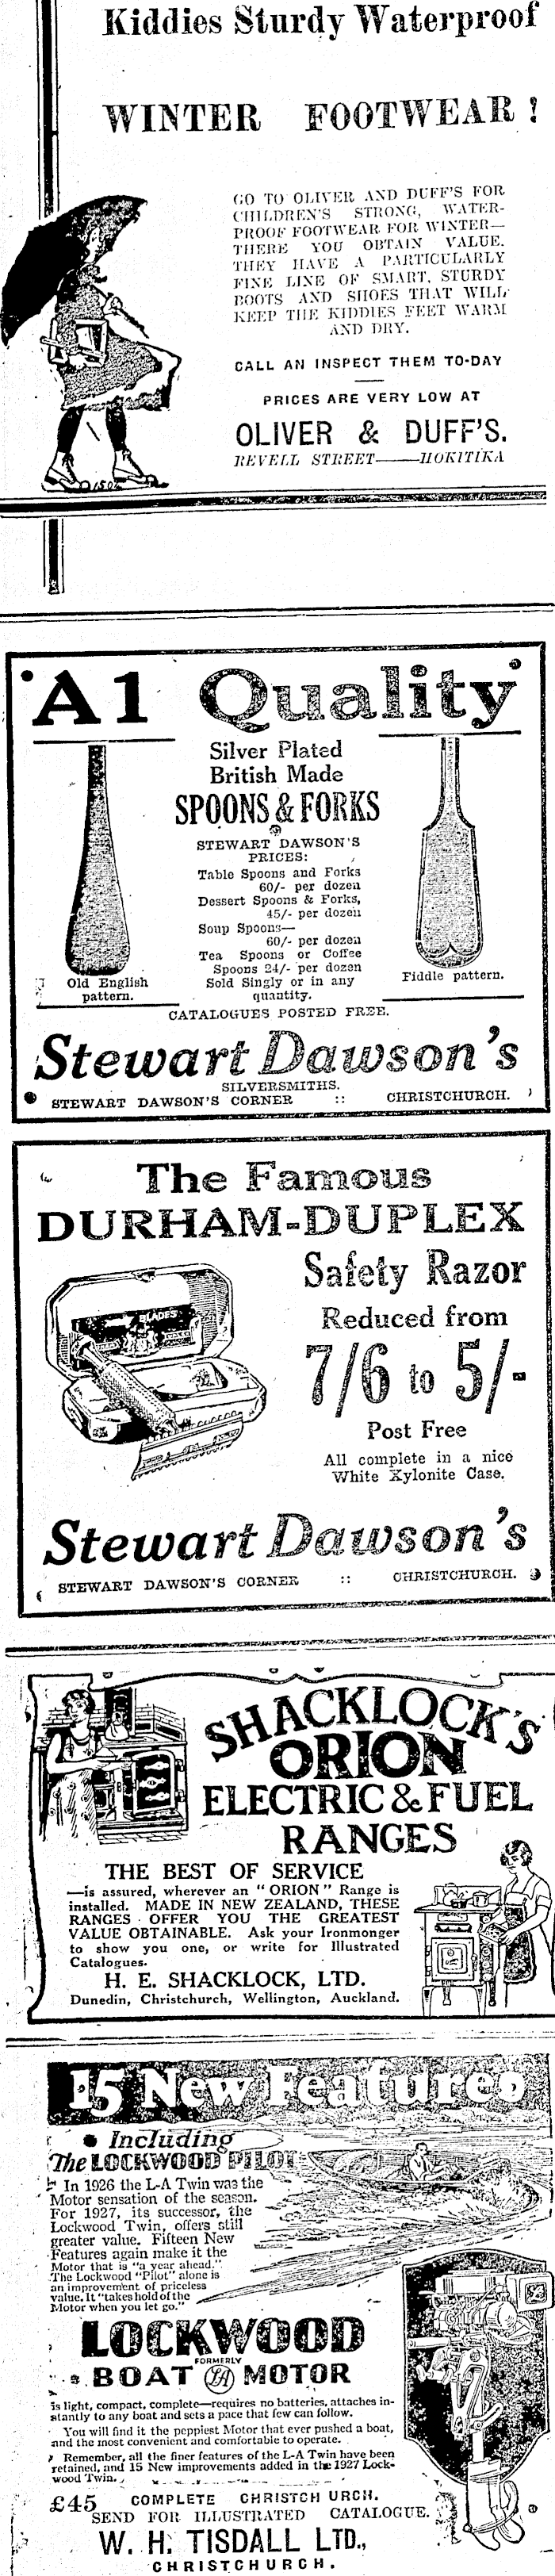 Kiddies Sturdy Waterproof
WINTER FOOTWEAR!
GO TO OLIVER AND DUFF'S FOR
CHILDREN'S STRONG, WATER-
PROOF FOOTWEAR FOR WINTER—
THERE YOU OBTAIN VALUE.
THEY HAVE A PARTICULARLY
FINE LINE OF SMART, STURDY
BOOTS AND SHOES THAT WILL
KEEP THE KIDDIES FEET WARM
AND DRY.
CALL AN INSPECT THEM TO-DAY
PRICES ARE VERY LOW AT
OLIVER & DUFF'S.
REVELL STREET——HOKITIKA
'A1 Quality'
Silver Plated
British Made
SPOONS & FORKS
STEWART DAWSON'S
PRICES:
Table Spoons and Forks
60/- per dozen
Dessert Spoons & Forks,
45/- per dozen
Soup Spoons—
60/- per dozen
Tea Spoons or Coffee
Spoons 24/- per dozen
Sold Singly or in any
quantity.
Old English
pattern.
Fiddle pattern.
CATALOGUES POSTED FREE.
Stewart Dawson's
SILVERSMITHS.
STEWART DAWSON'S CORNER :: CHRISTCHURCH.
The Famous
DURHAM-DUPLEX
Safety Razor
Reduced from
7/6 to 5/-
Post Free
All complete in a nice
White Xylonite Case.
Stewart Dawson's
STEWART DAWSON'S CORNER :: CHRISTCHURCH.
SHACKLOCK'S
ORION
ELECTRIC & FUEL
RANGES
THE BEST OF SERVICE
—is assured, wherever an "ORION" Range is
installed. MADE IN NEW ZEALAND, THESE
RANGES OFFER YOU THE GREATEST
VALUE OBTAINABLE. Ask your Ironmonger
to show you one, or write for Illustrated
Catalogues.
H. E. SHACKLOCK, LTD.
Dunedin, Christchurch, Wellington, Auckland.
15 New Features
Including
The LOCKWOOD PILOT
In 1926 the L-A Twin was the
Motor sensation of the season.
For 1927, its successor, the
Lockwood Twin, offers still
greater value. Fifteen New
Features again make it the
Motor that is "a year ahead."
The Lockwood "Pilot" alone is
an improvement of priceless
value. It "takes hold of the
Motor when you let go."
LOCKWOOD
FORMERLY
BOAT LA MOTOR
is light, compact, complete—requires no batteries, attaches in-
stantly to any boat and sets a pace that few can follow.
You will find it the peppiest Motor that ever pushed a boat,
and the most convenient and comfortable to operate.
Remember, all the finer features of the L-A Twin have been
retained, and 15 New improvements added in the 1927 Lock-
wood Twin.
£45 COMPLETE CHRISTCH URCH.
SEND FOR ILLUSTRATED CATALOGUE.
W. H. TISDALL LTD.,
CHRISTCHURCH.